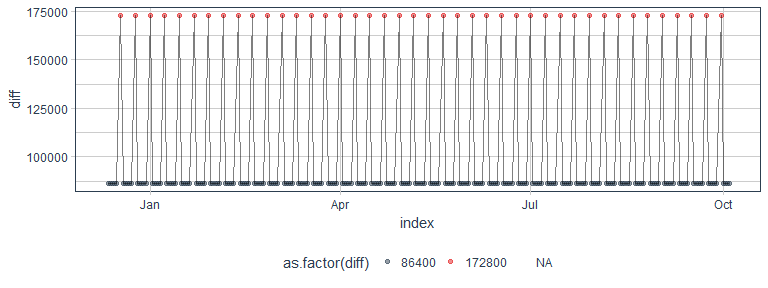 175000
150000
125000
100000
diff
Jan Apr Jul Oct
index
as.factor(diff) 86400 172800 NA